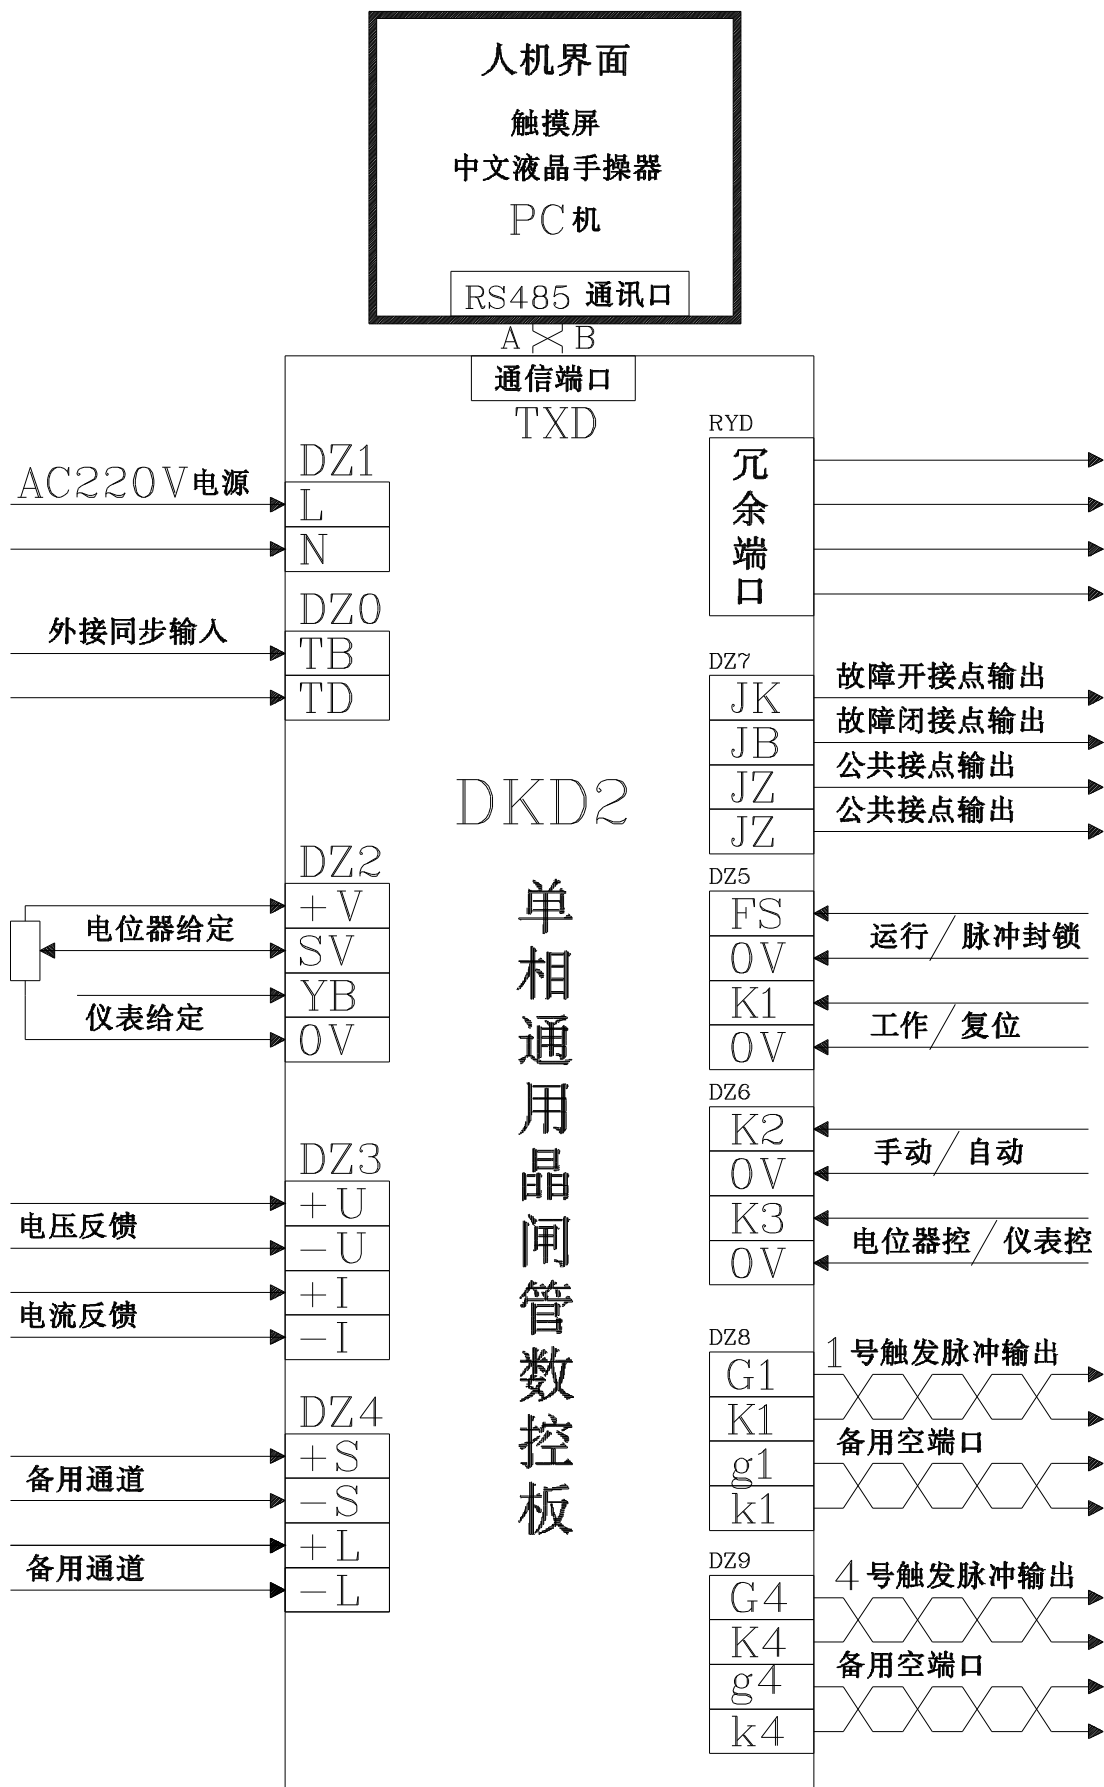 人机界面
触摸屏
中文液晶手操器
PC机
RS485 通讯口
A B
通信端口
TXD
DZ1
AC220V电源
L
N
DZ0
外接同步输入
TB
TD
DKD2
单相通用晶闸管数控板
DZ2
+V
电位器给定
SV
YB
仪表给定
0V
DZ3
+U
电压反馈
-U
+I
电流反馈
-I
DZ4
+S
备用通道
-S
+L
备用通道
-L
RYD
冗余端口
DZ7
故障开接点输出
JK
故障闭接点输出
JB
公共接点输出
JZ
公共接点输出
JZ
DZ5
FS
运行/脉冲封锁
0V
K1
工作/复位
0V
DZ6
K2
手动/自动
0V
K3
电位器控/仪表控
0V
DZ8
1号触发脉冲输出
G1
K1
备用空端口
g1
k1
DZ9
4号触发脉冲输出
G4
K4
备用空端口
g4
k4